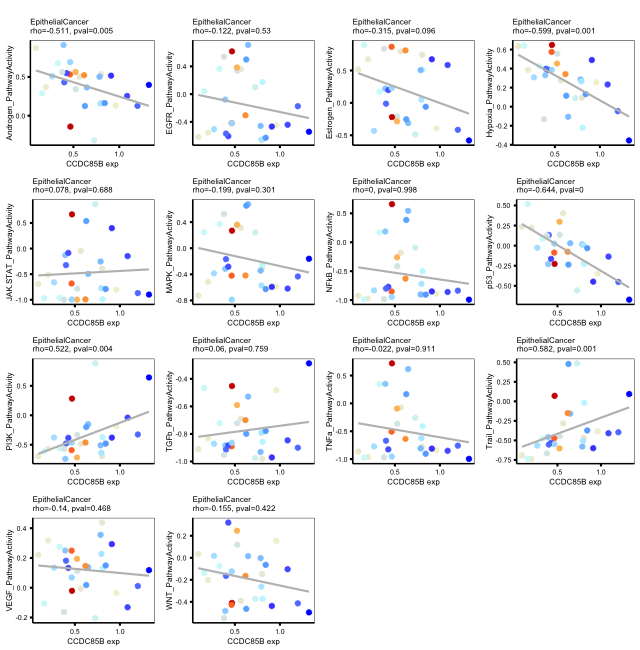 EpithelialCancer
rho=-0.511, pval=0.005
Androgen_PathwayActivity
0.5
0.0
0.5
1.0
CCDC85B exp
EpithelialCancer
rho=-0.122, pval=0.53
EGFR_PathwayActivity
0.4
0.0
-0.4
0.5
1.0
CCDC85B exp
EpithelialCancer
rho=-0.315, pval=0.096
Estrogen_PathwayActivity
0.5
0.0
-0.5
0.5
1.0
CCDC85B exp
EpithelialCancer
rho=-0.599, pval=0.001
Hypoxia_PathwayActivity
0.6
0.4
0.2
0.0
-0.2
-0.4
0.5
1.0
CCDC85B exp
EpithelialCancer
rho=0.078, pval=0.688
JAK.STAT_PathwayActivity
0.5
0.0
-0.5
-1.0
0.5
1.0
CCDC85B exp
EpithelialCancer
rho=-0.199, pval=0.301
MAPK_PathwayActivity
0.4
0.0
-0.4
-0.8
0.5
1.0
CCDC85B exp
EpithelialCancer
rho=0, pval=0.998
NFkB_PathwayActivity
0.5
0.0
-0.5
-1.0
0.5
1.0
CCDC85B exp
EpithelialCancer
rho=-0.644, pval=0
p53_PathwayActivity
0.50
0.25
0.00
-0.25
-0.50
0.5
1.0
CCDC85B exp
EpithelialCancer
rho=0.522, pval=0.004
PI3K_PathwayActivity
0.5
0.0
-0.5
0.5
1.0
CCDC85B exp
EpithelialCancer
rho=0.06, pval=0.759
TGFb_PathwayActivity
-0.4
-0.6
-0.8
-1.0
0.5
1.0
CCDC85B exp
EpithelialCancer
rho=-0.022, pval=0.911
TNFa_PathwayActivity
0.5
0.0
-0.5
-1.0
0.5
1.0
CCDC85B exp
EpithelialCancer
rho=0.582, pval=0.001
Trail_PathwayActivity
0.50
0.25
0.00
-0.25
-0.50
-0.75
0.5
1.0
CCDC85B exp
EpithelialCancer
rho=-0.14, pval=0.468
VEGF_PathwayActivity
0.4
0.2
0.0
-0.2
0.5
1.0
CCDC85B exp
EpithelialCancer
rho=-0.155, pval=0.422
WNT_PathwayActivity
0.2
0.0
-0.2
-0.4
0.5
1.0
CCDC85B exp